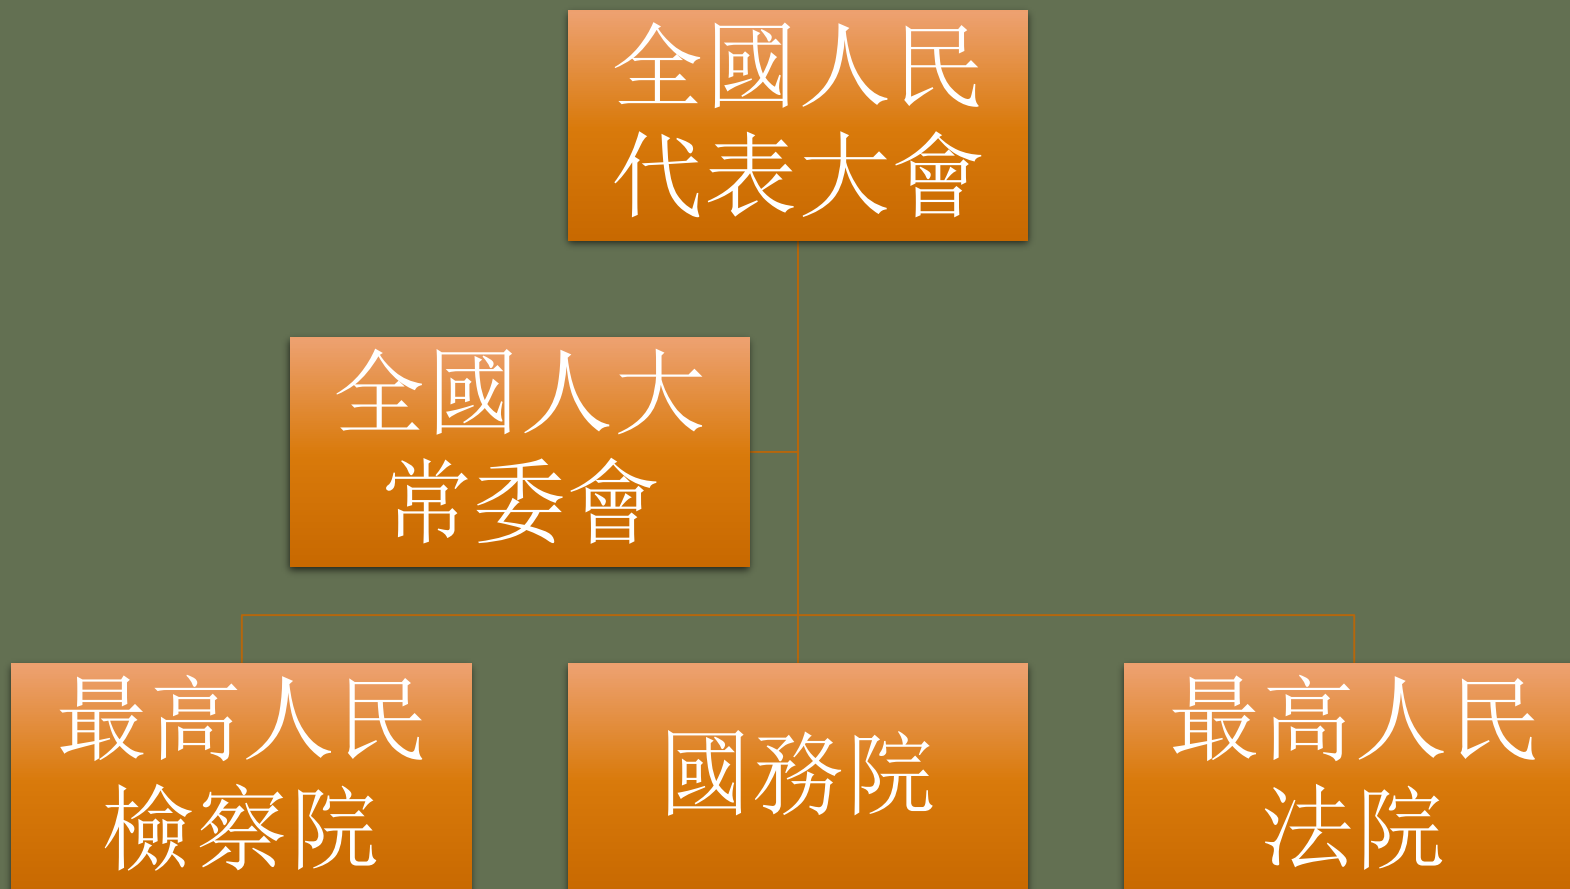 全國人民
代表大會
全國人大
常委會
最高人民
檢察院
國務院
最高人民
法院